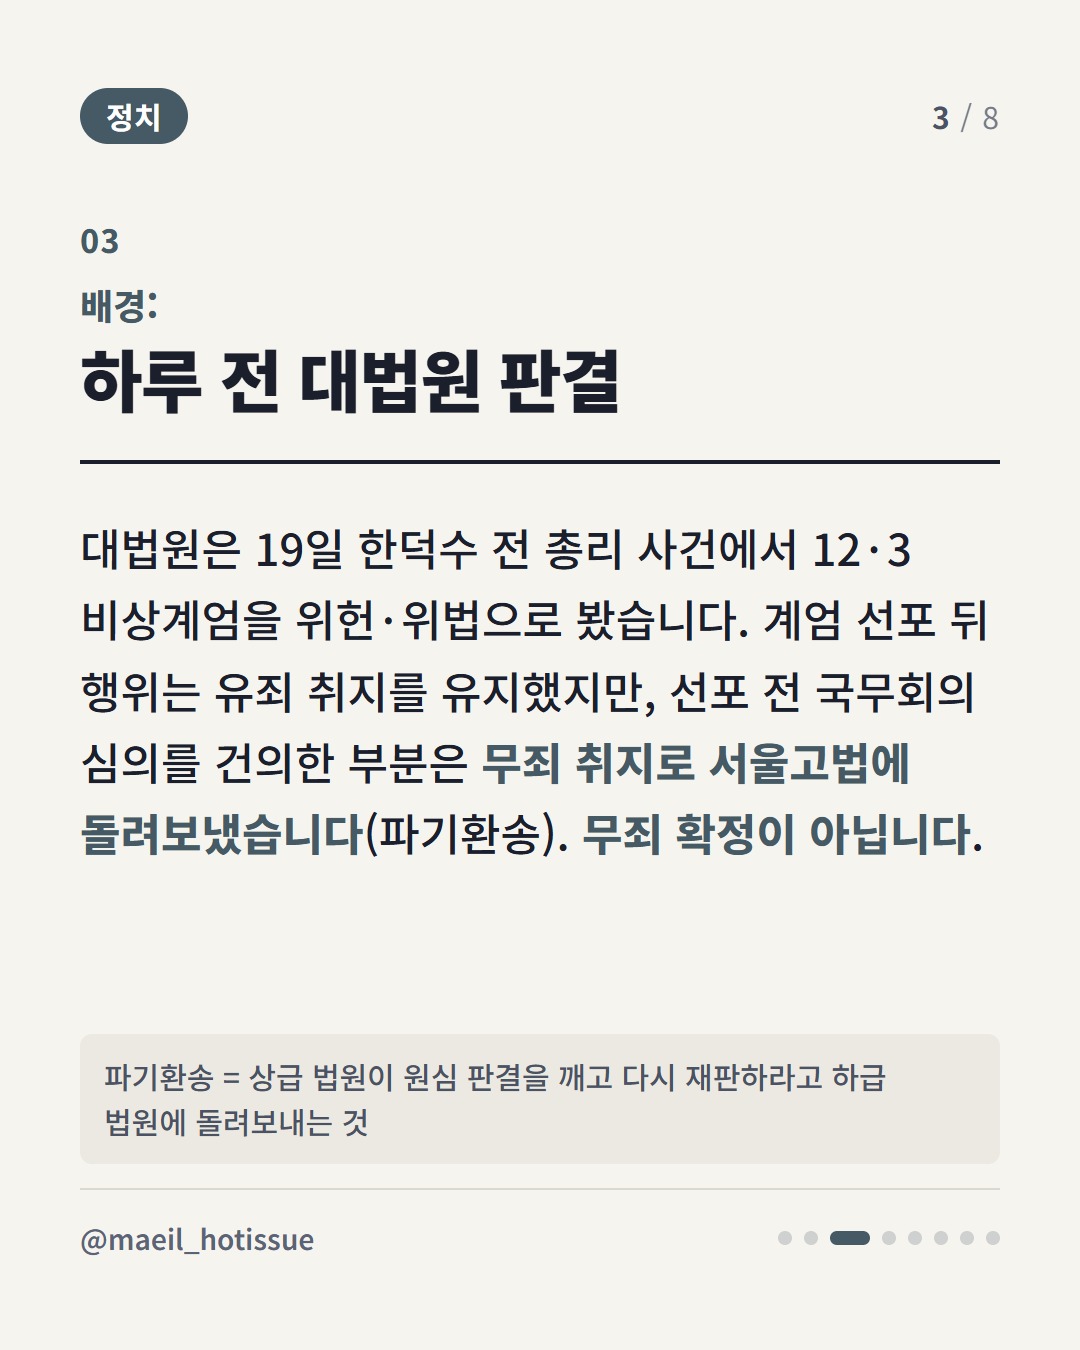 정치
3 / 8
03
배경:
하루 전 대법원 판결
대법원은 19일 한덕수 전 총리 사건에서 12·3
비상계엄을 위헌·위법으로 봤습니다. 계엄 선포 뒤
행위는 유죄 취지를 유지했지만, 선포 전 국무회의
심의를 건의한 부분은 무죄 취지로 서울고법에
돌려보냈습니다(파기환송). 무죄 확정이 아닙니다.
파기환송 = 상급 법원이 원심 판결을 깨고 다시 재판하라고 하급
법원에 돌려보내는 것
@maeil_hotissue